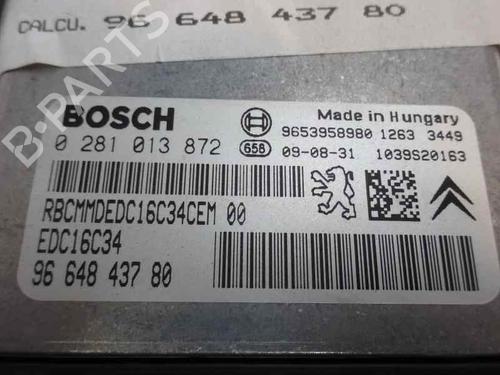 CALCU. 96 648 437 80
BOSCH
Made in Hungary
9653958980 1263 3449
0 281 013 872
658 09-08-31 1039S20163
RBCMMDEDC16C34CEM 00
EDC16C34
96 648 437 80
B-PARTS